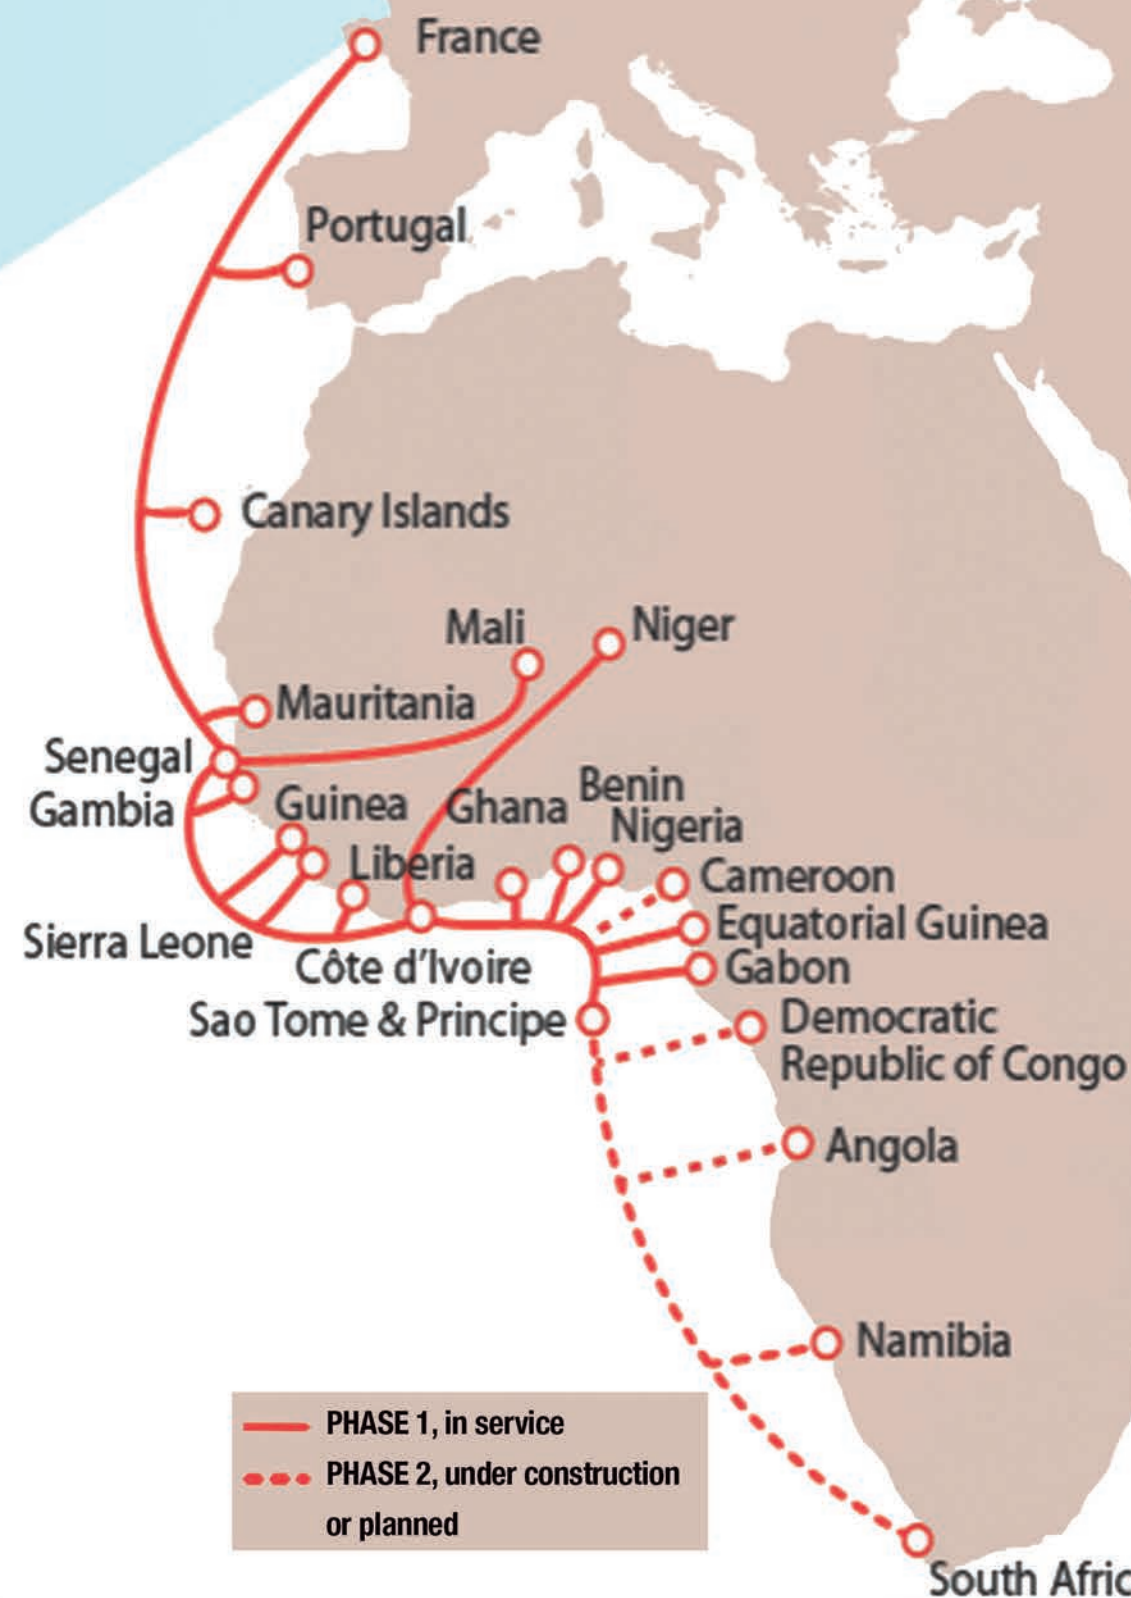 France
Portugal
Canary Islands
Mali
Niger
Mauritania
Senegal
Gambia
Guinea
Ghana
Benin
Nigeria
Liberia
Cameroon
Sierra Leone
Equatorial Guinea
Côte d'Ivoire
Gabon
Sao Tome & Principe
Democratic
Republic of Congo
Angola
Namibia
PHASE 1, in service
PHASE 2, under construction
or planned
South Afric